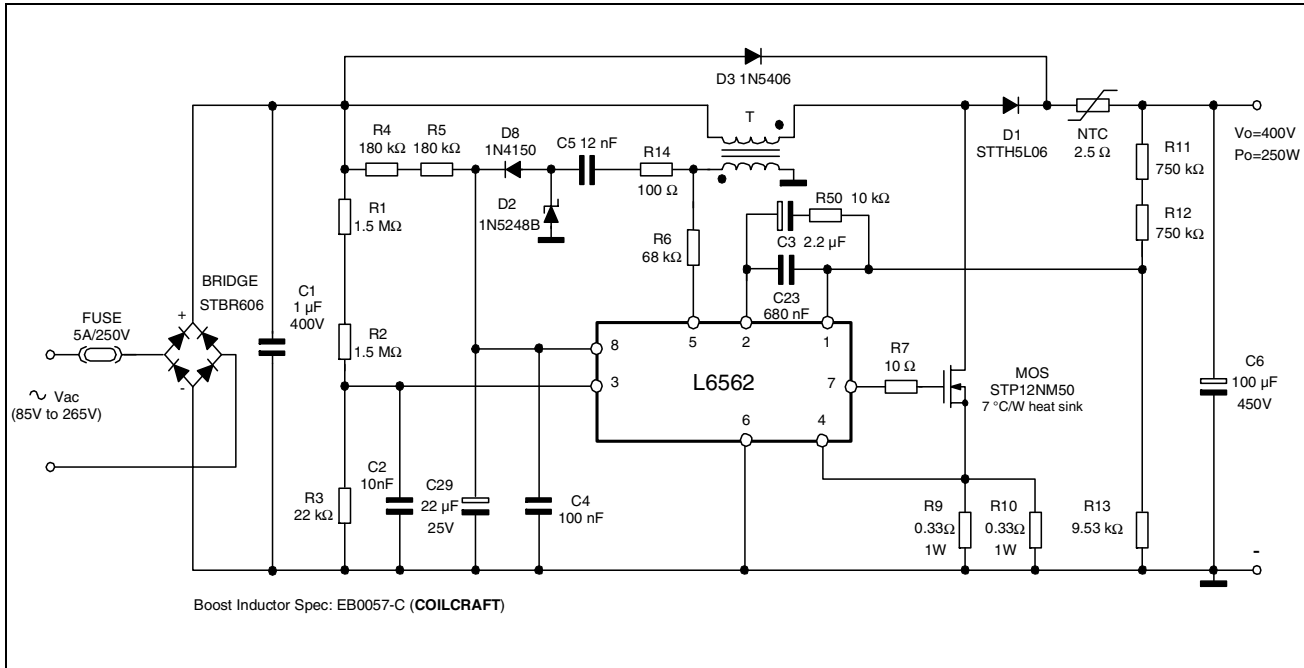 D3 1N5406
T
R4
180 kΩ
R5
180 kΩ
D8
1N4150
C5 12 nF
R14
100 Ω
D1
STTH5L06
NTC
2.5 Ω
Vo=400V
Po=250W
R11
750 kΩ
R12
750 kΩ
R1
1.5 MΩ
D2
1N5248B
R50 10 kΩ
C3 2.2 µF
R6
68 kΩ
C23
680 nF
BRIDGE
STBR606
+
-
FUSE
5A/250V
C1
1 µF
400V
R2
1.5 MΩ
5
2
1
8
3
L6562
7
6
4
R7
10 Ω
MOS
STP12NM50
7 °C/W heat sink
C6
100 µF
450V
~ Vac
(85V to 265V)
R3
22 kΩ
C2
10nF
C29
22 µF
25V
C4
100 nF
R9
0.33Ω
1W
R10
0.33Ω
1W
R13
9.53 kΩ
-
Boost Inductor Spec: EB0057-C (COILCRAFT)